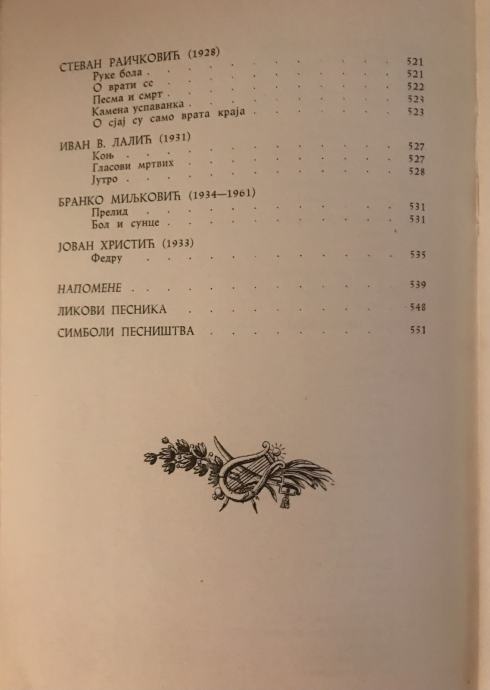 СТЕВАН РАИЧКОВИЋ (1928) 521
Руке бола 521
О врати се 522
Песма и смрт 522
Камена успаванка 523
О сјај су само врата краја 523
ИВАН В. ЛАЛИЋ (1931) 527
Коњ 527
Гласови мртвих 527
Јутро 528
БРАНКО МИЉКОВИЋ (1934—1961) 531
Прелид 531
Бол и сунце 531
ЈОВАН ХРИСТИЋ (1933) 535
Федру 535
НАПОМЕНЕ 539
ЛИКОВИ ПЕСНИКА 548
СИМБОЛИ ПЕСНИШТВА 551